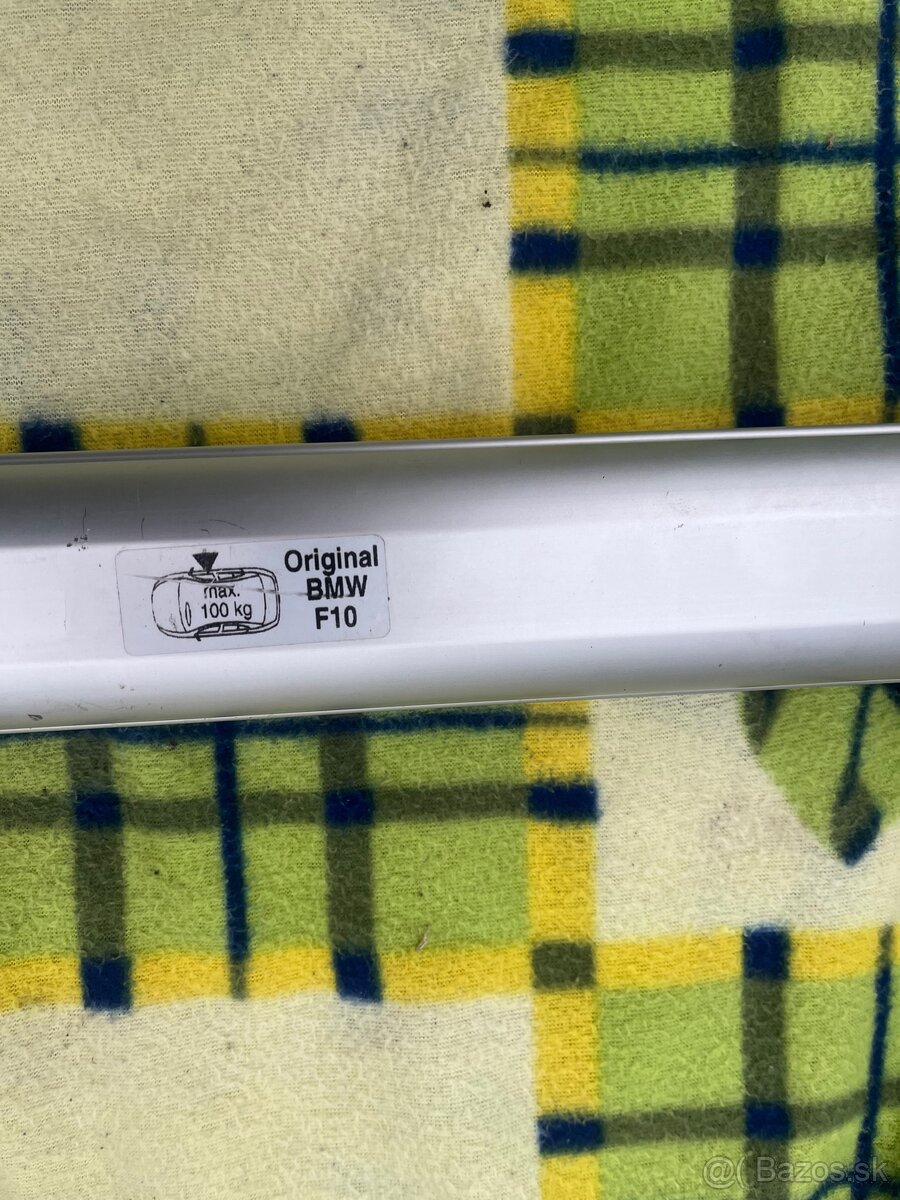 Original
BMW
F10
max.
100 kg
@( Bazos.sk